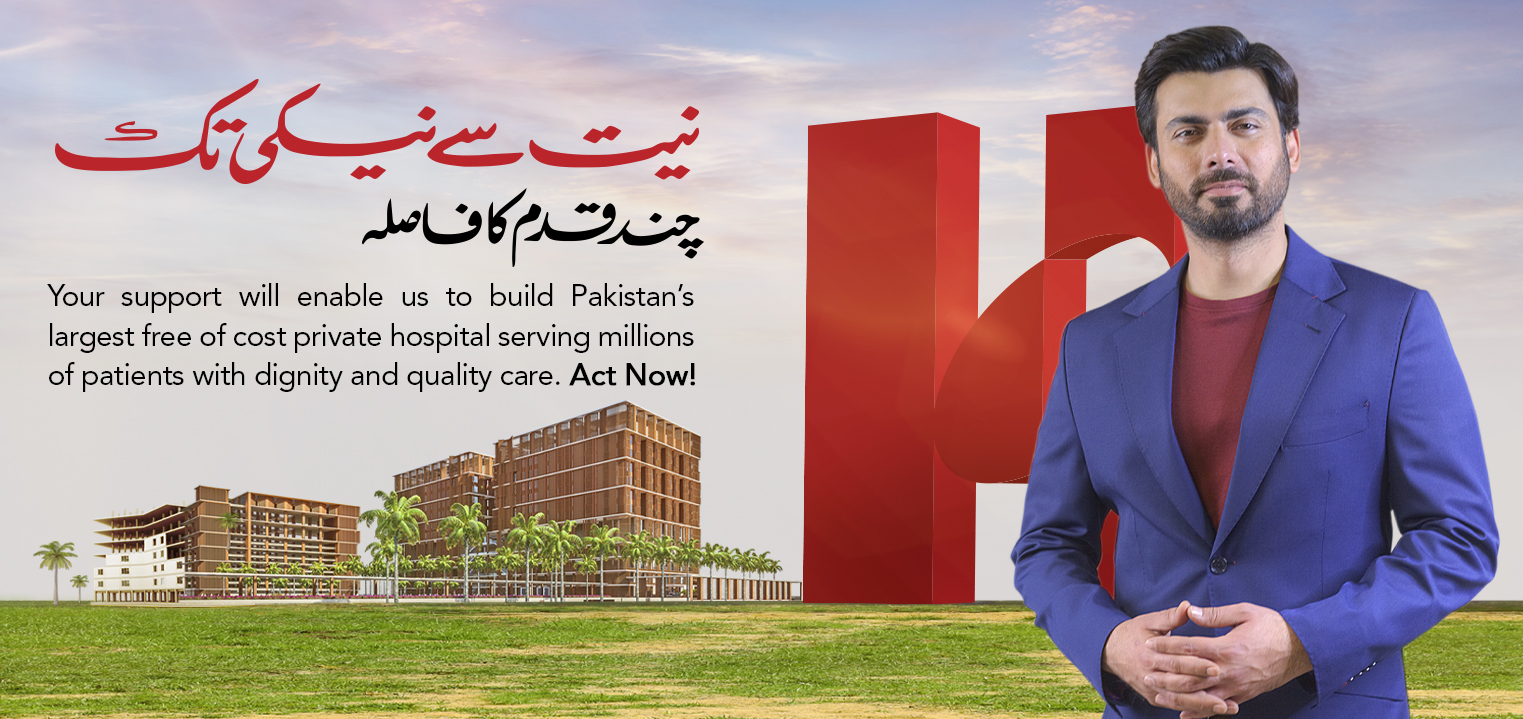 نیت سے نیکی تک
چند قدم کا فاصلہ
Your support will enable us to build Pakistan’s
largest free of cost private hospital serving millions
of patients with dignity and quality care. Act Now!